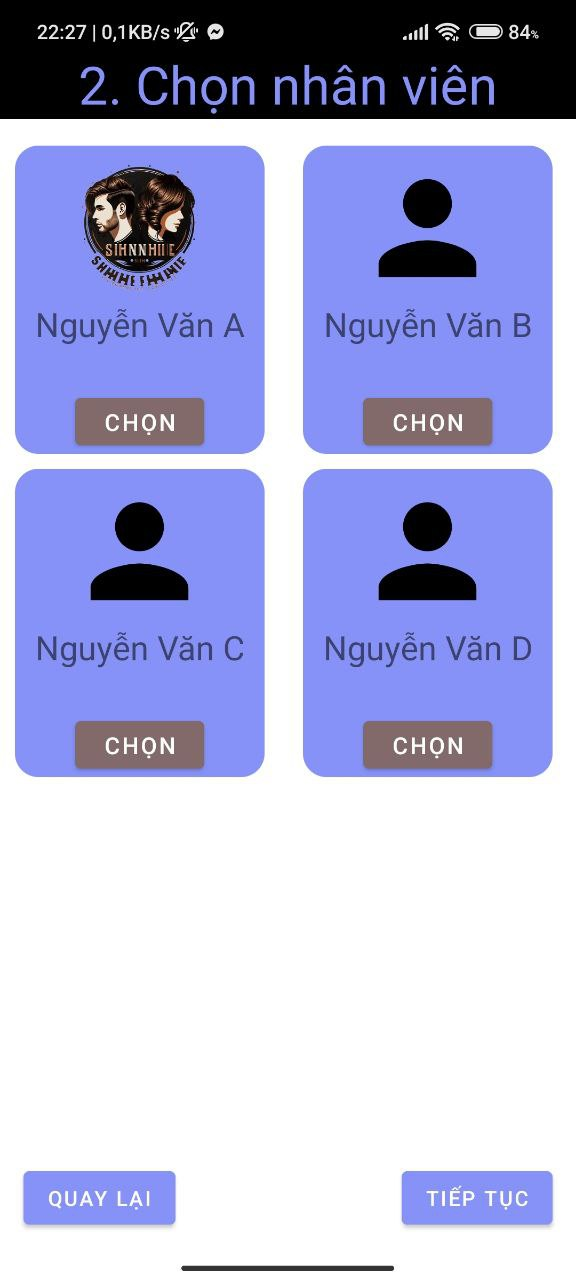 22:27 | 0,1KB/s
84%
2. Chọn nhân viên
Nguyễn Văn A
Nguyễn Văn B
CHỌN
CHỌN
Nguyễn Văn C
Nguyễn Văn D
CHỌN
CHỌN
QUAY LẠI
TIẾP TỤC